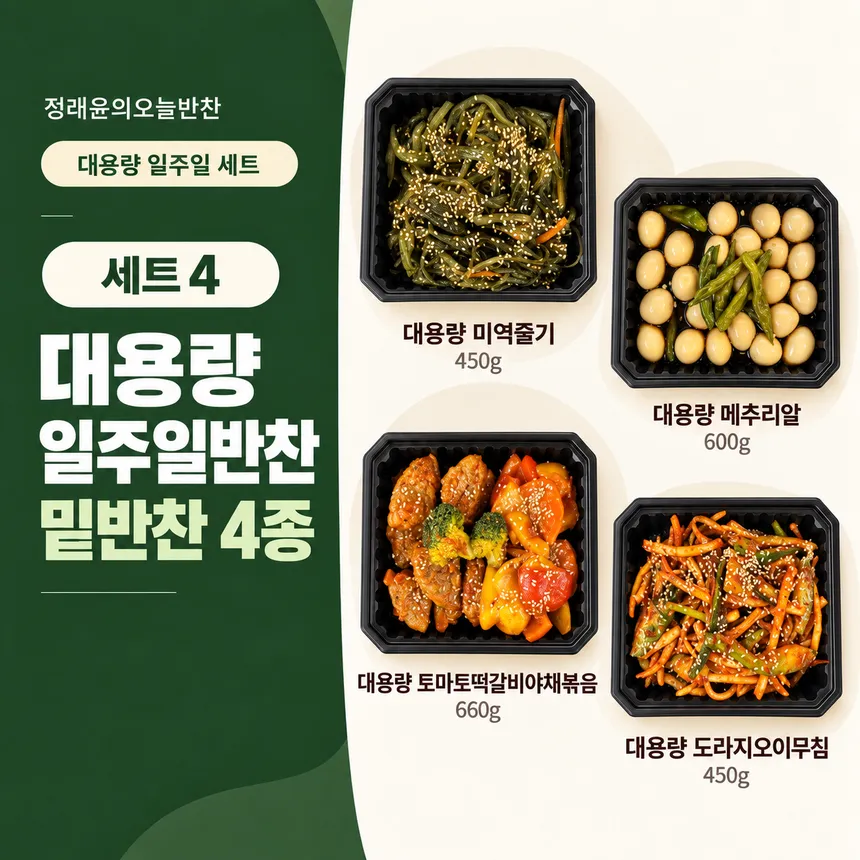 정래윤의오늘반찬
대용량 일주일 세트
세트 4
대용량
일주일반찬
밑반찬 4종
대용량 미역줄기
450g
대용량 메추리알
600g
대용량 토마토떡갈비야채볶음
660g
대용량 도라지오이무침
450g